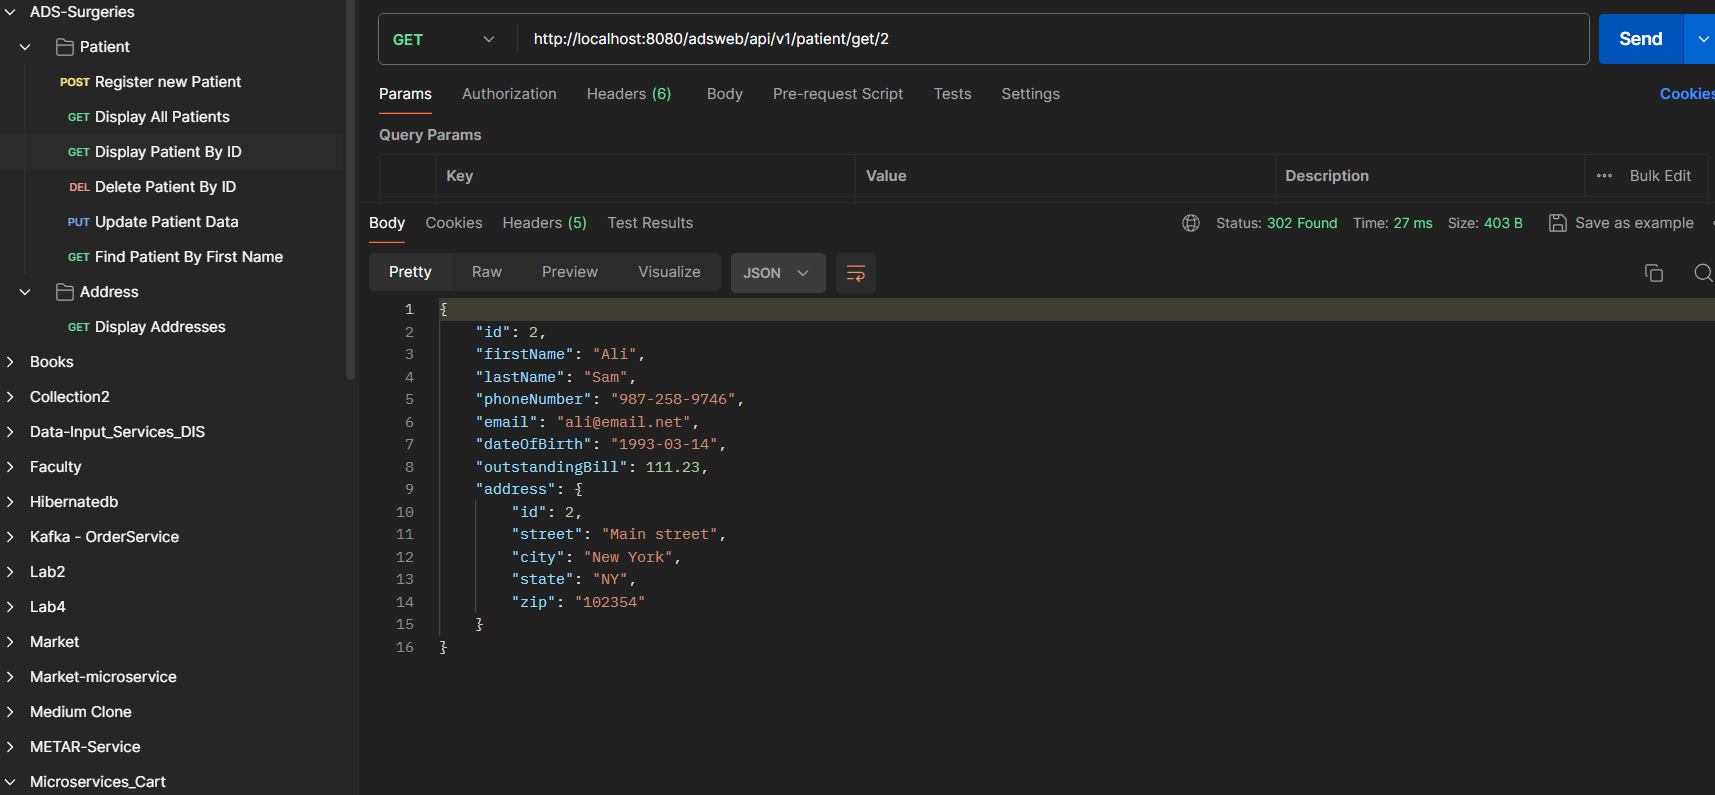 ADS-Surgeries
Patient
POST Register new Patient
GET Display All Patients
GET Display Patient By ID
DEL Delete Patient By ID
PUT Update Patient Data
GET Find Patient By First Name
Address
GET Display Addresses
Books
Collection2
Data-Input_Services_DIS
Faculty
Hibernatedb
Kafka - OrderService
Lab2
Lab4
Market
Market-microservice
Medium Clone
METAR-Service
Microservices_Cart
GET http://localhost:8080/adsweb/api/v1/patient/get/2 Send
Params Authorization Headers (6) Body Pre-request Script Tests Settings Cookies
Query Params
Key Value Description ••• Bulk Edit
Body Cookies Headers (5) Test Results Status: 302 Found Time: 27 ms Size: 403 B Save as example
Pretty Raw Preview Visualize JSON
1 {
2 "id": 2,
3 "firstName": "Ali",
4 "lastName": "Sam",
5 "phoneNumber": "987-258-9746",
6 "email": "ali@email.net",
7 "dateOfBirth": "1993-03-14",
8 "outstandingBill": 111.23,
9 "address": {
10 "id": 2,
11 "street": "Main street",
12 "city": "New York",
13 "state": "NY",
14 "zip": "102354"
15 }
16 }